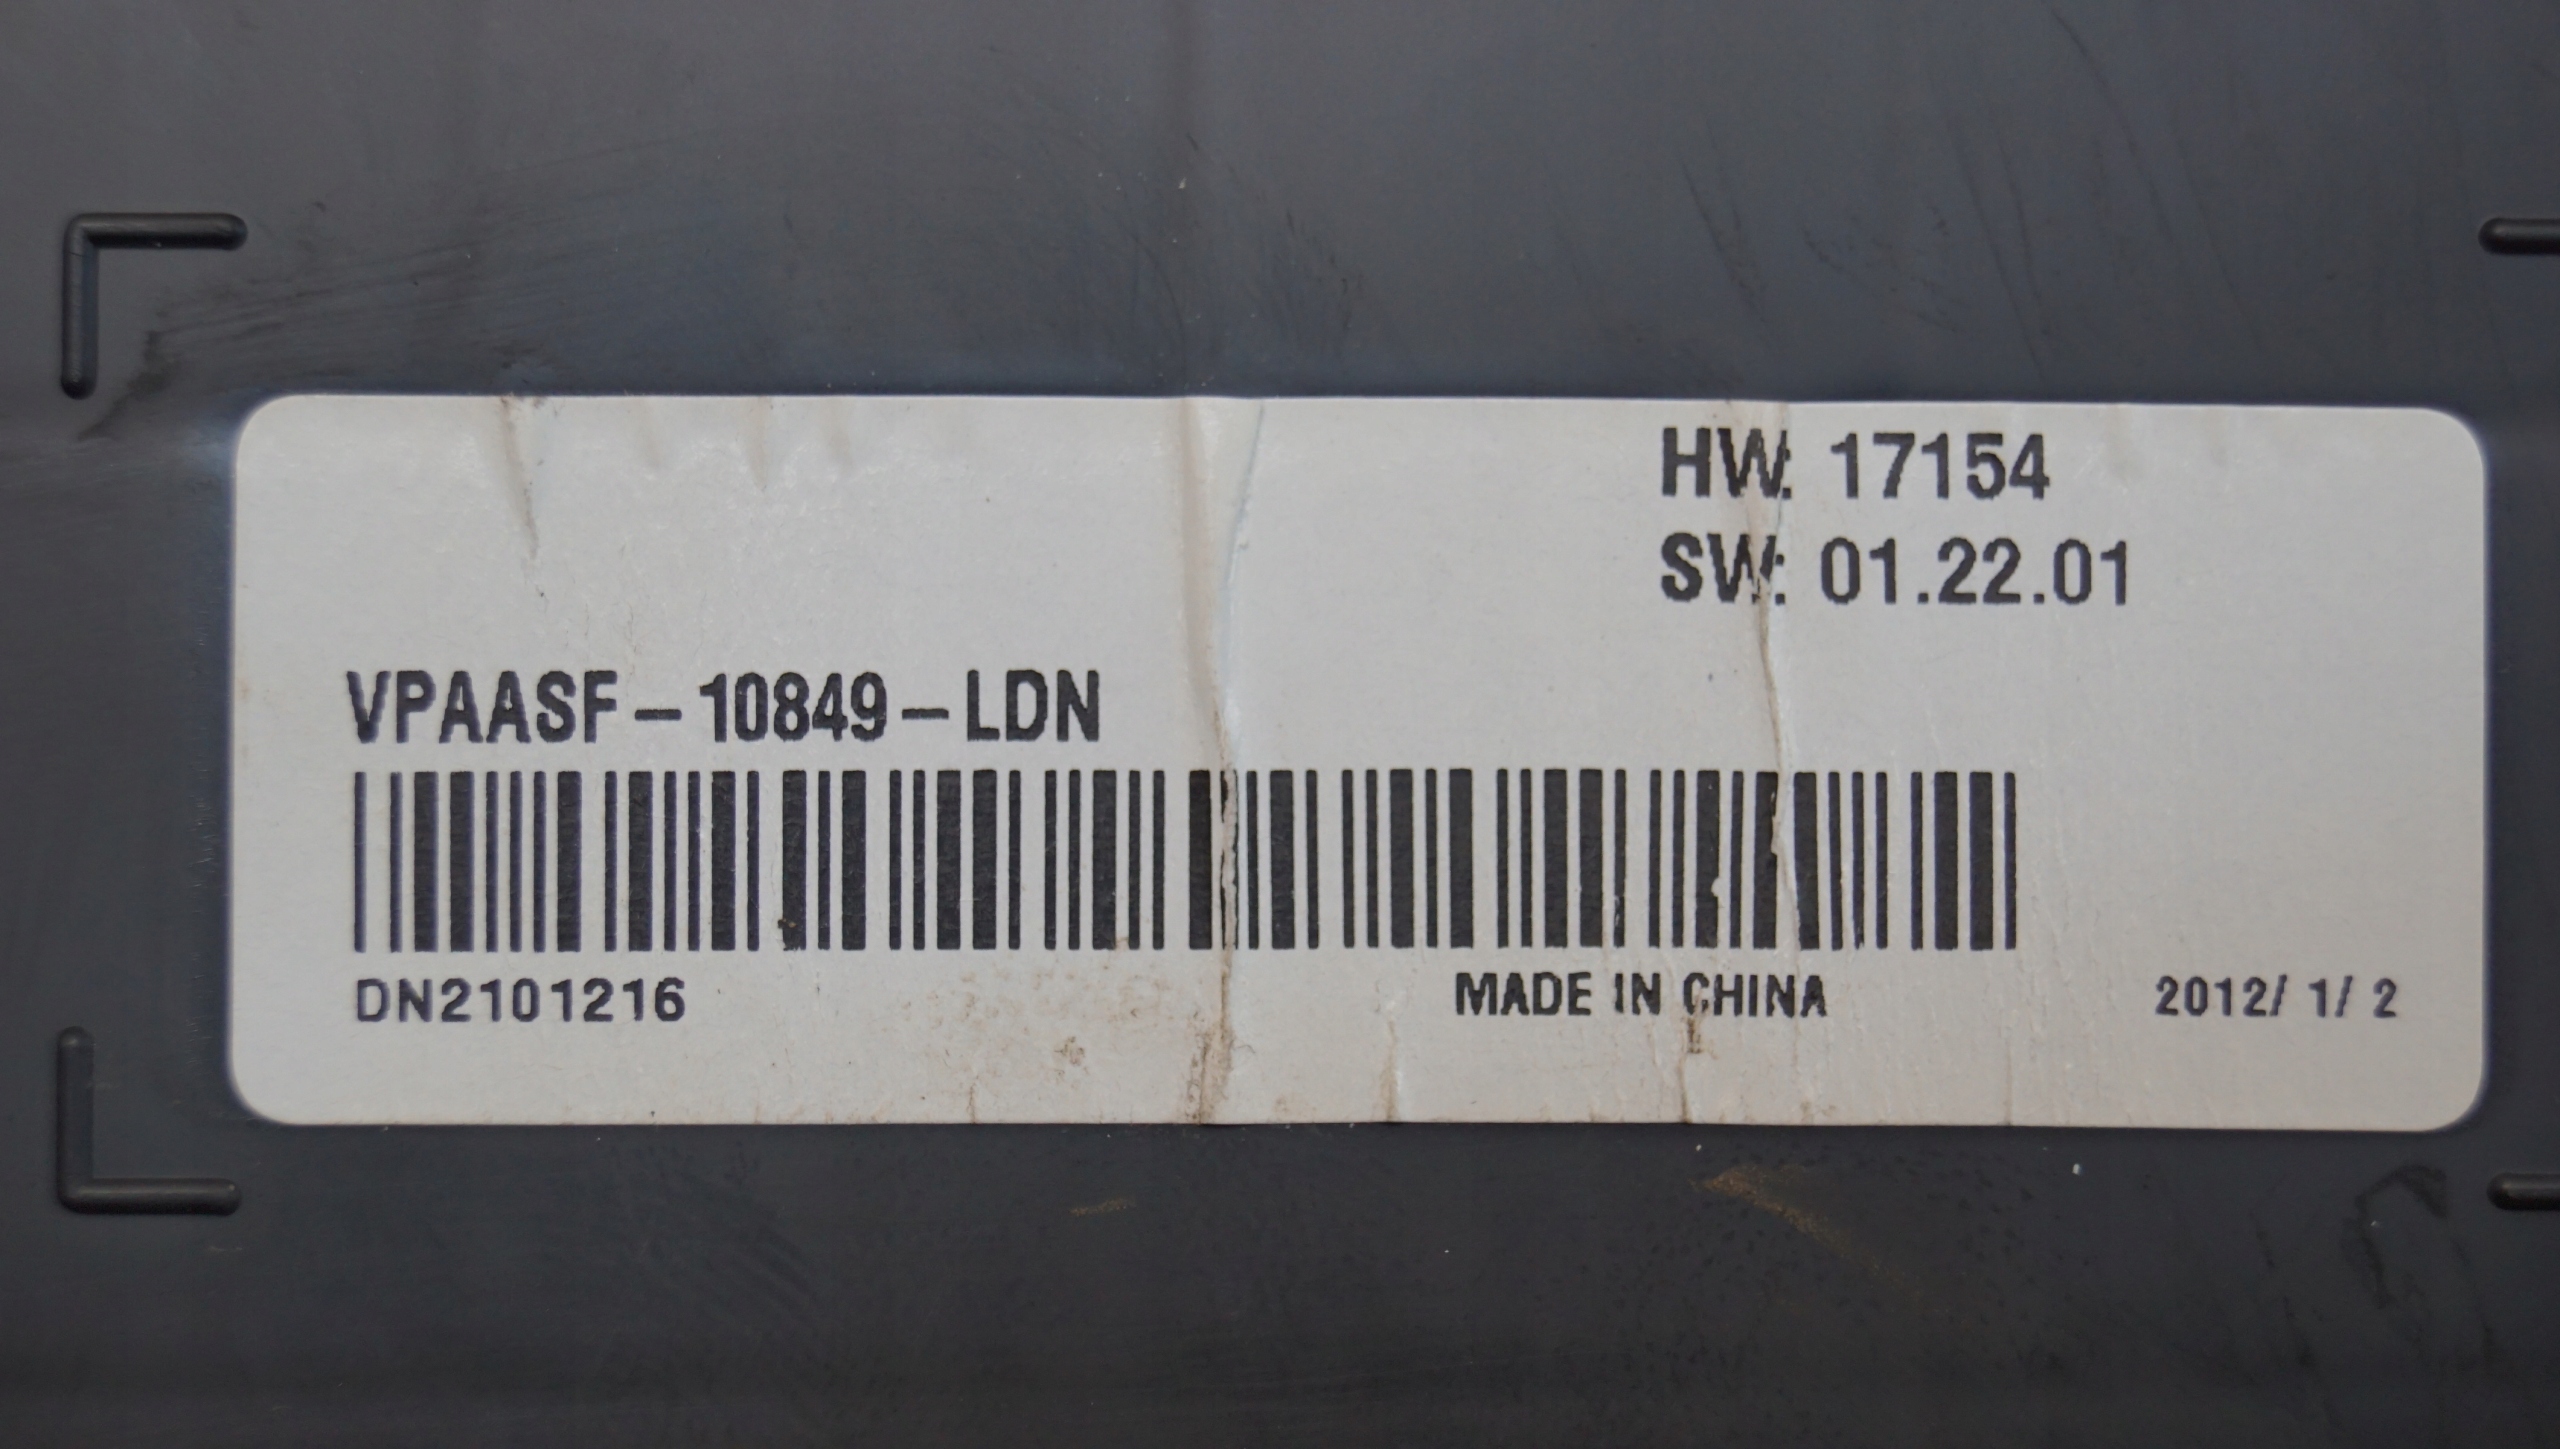 HW: 17154
SW: 01.22.01
VPAASF-10849-LDN
DN2101216
MADE IN CHINA
2012/ 1/ 2